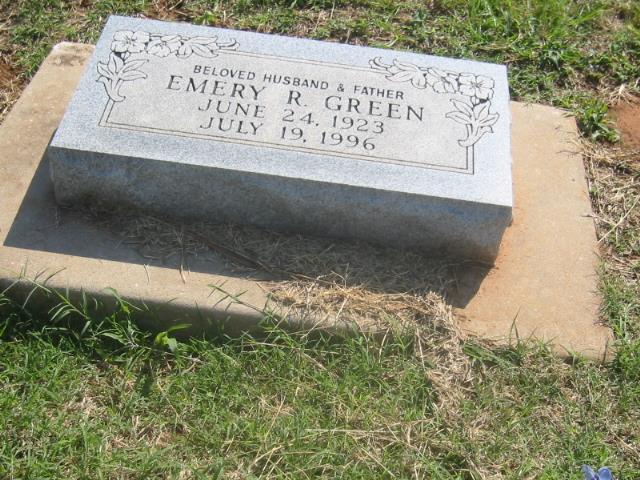 BELOVED HUSBAND & FATHER
EMERY R. GREEN
JUNE 24, 1923
JULY 19, 1996